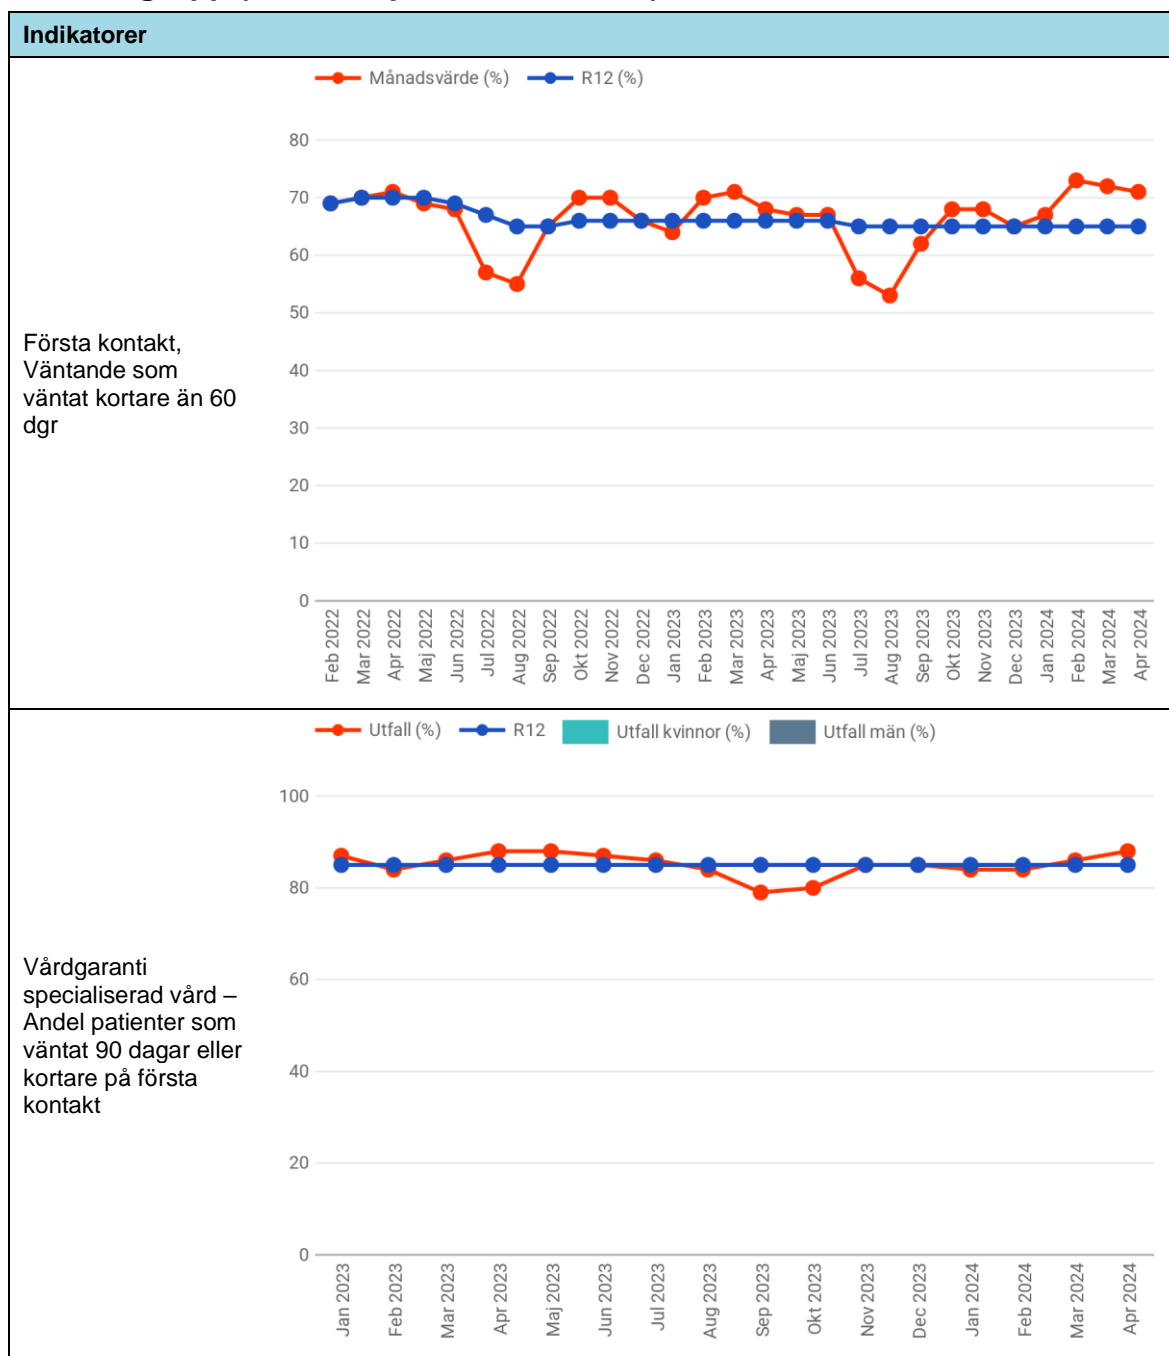 Indikatorer
Månadsvärde (%) R12 (%)
80
70
60
50
40
30
20
10
0
Första kontakt,
Väntande som
väntat kortare än 60
dgr
Feb 2022
Mar 2022
Apr 2022
Maj 2022
Jun 2022
Jul 2022
Aug 2022
Sep 2022
Okt 2022
Nov 2022
Dec 2022
Jan 2023
Feb 2023
Mar 2023
Apr 2023
Maj 2023
Jun 2023
Jul 2023
Aug 2023
Sep 2023
Okt 2023
Nov 2023
Dec 2023
Jan 2024
Feb 2024
Mar 2024
Apr 2024
Utfall (%) R12 Utfall kvinnor (%) Utfall män (%)
100
80
60
40
20
0
Vårdgaranti
specialiserad vård –
Andel patienter som
väntat 90 dagar eller
kortare på första
kontakt
Jan 2023
Feb 2023
Mar 2023
Apr 2023
Maj 2023
Jun 2023
Jul 2023
Aug 2023
Sep 2023
Okt 2023
Nov 2023
Dec 2023
Jan 2024
Feb 2024
Mar 2024
Apr 2024